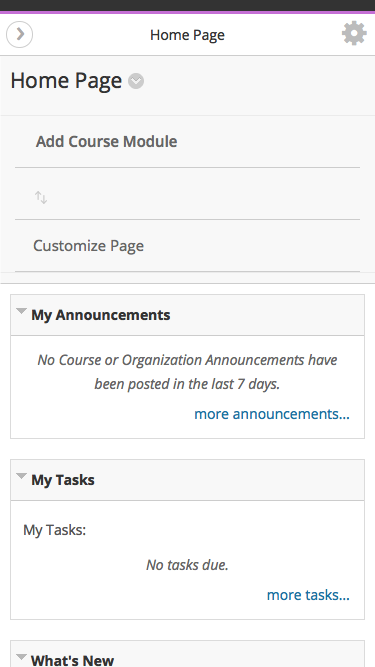 Home Page
Home Page
Add Course Module
Customize Page
My Announcements
No Course or Organization Announcements have
been posted in the last 7 days.
more announcements...
My Tasks
My Tasks:
No tasks due.
more tasks...
What's New